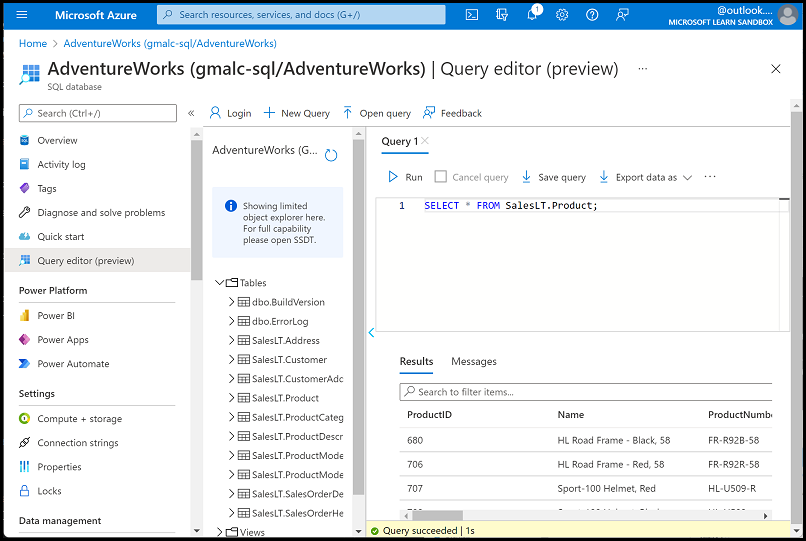 Microsoft Azure
Search resources, services, and docs (G+/)
1
@outlook....
MICROSOFT LEARN SANDBOX
Home > AdventureWorks (gmalc-sql/AdventureWorks)
AdventureWorks (gmalc-sql/AdventureWorks) | Query editor (preview) ...
SQL database
Search (Ctrl+/)
«
Overview
Activity log
Tags
Diagnose and solve problems
Quick start
Query editor (preview)
Power Platform
Power BI
Power Apps
Power Automate
Settings
Compute + storage
Connection strings
Properties
Locks
Data management
Login
New Query
Open query
Feedback
AdventureWorks (G...
Showing limited
object explorer here.
For full capability
please open SSDT.
Tables
dbo.BuildVersion
dbo.ErrorLog
SalesLT.Address
SalesLT.Customer
SalesLT.CustomerAdd
SalesLT.Product
SalesLT.ProductCateg
SalesLT.ProductDescr
SalesLT.ProductMode
SalesLT.ProductMode
SalesLT.SalesOrderDe
SalesLT.SalesOrderHe
Views
Query 1
Run
Cancel query
Save query
Export data as
...
1 SELECT * FROM SalesLT.Product;
Results Messages
Search to filter items...
ProductID Name ProductNumbe
680 HL Road Frame - Black, 58 FR-R92B-58
706 HL Road Frame - Red, 58 FR-R92R-58
707 Sport-100 Helmet, Red HL-U509-R
Query succeeded | 1s